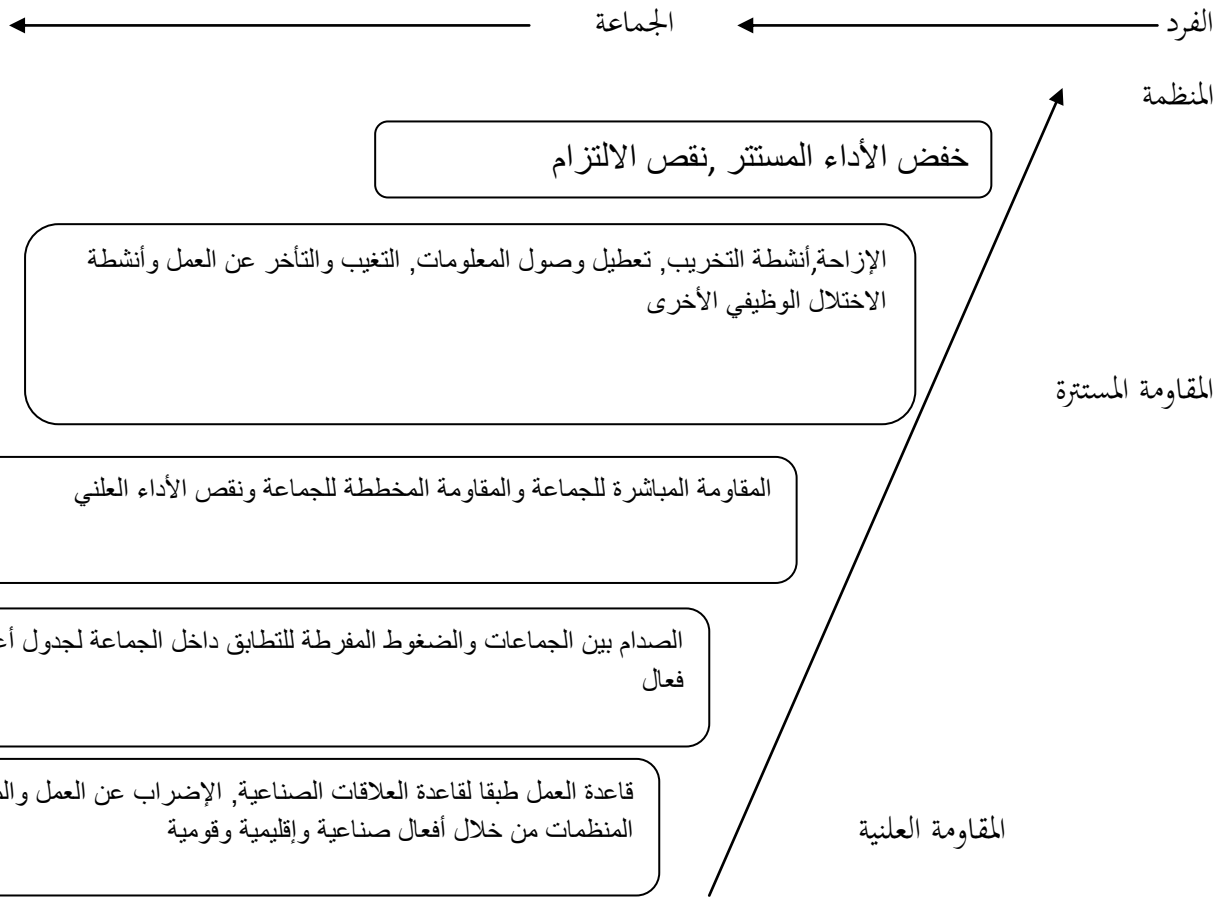 الفرد الجماعة
المنظمة
خفض الأداء المستتر ,نقص الالتزام
الإزاحة,أنشطة التخريب, تعطيل وصول المعلومات, التغيب والتأخر عن العمل وأنشطة
الاختلال الوظيفي الأخرى
المقاومة المستترة
المقاومة المباشرة للجماعة والمقاومة المخططة للجماعة ونقص الأداء العلني
الصدام بين الجماعات والضغوط المفرطة للتطابق داخل الجماعة لجدول
فعال
قاعدة العمل طبقا لقاعدة العلاقات الصناعية, الإضراب عن العمل
المنظمات من خلال أفعال صناعية وإقليمية وقومية
المقاومة العلنية